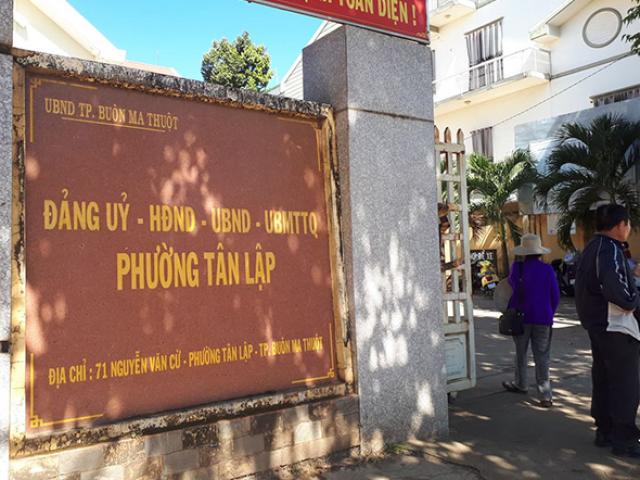 TOÀN DIỆN !
UBND TP. BUÔN MA THUỘT
ĐẢNG UỶ - HĐND - UBND - UBMTTQ
PHƯỜNG TÂN LẬP
ĐỊA CHỈ : 71 NGUYỄN VĂN CỪ - PHƯỜNG TÂN LẬP - TP. BUÔN MA THUỘT